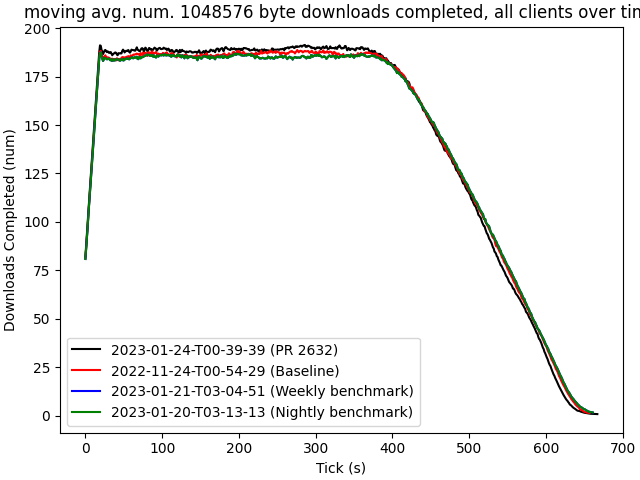 moving avg. num. 1048576 byte downloads completed, all clients over tim
200
175
150
125
100
75
50
25
0
Downloads Completed (num)
2023-01-24-T00-39-39 (PR 2632)
2022-11-24-T00-54-29 (Baseline)
2023-01-21-T03-04-51 (Weekly benchmark)
2023-01-20-T03-13-13 (Nightly benchmark)
0 100 200 300 400 500 600 700
Tick (s)